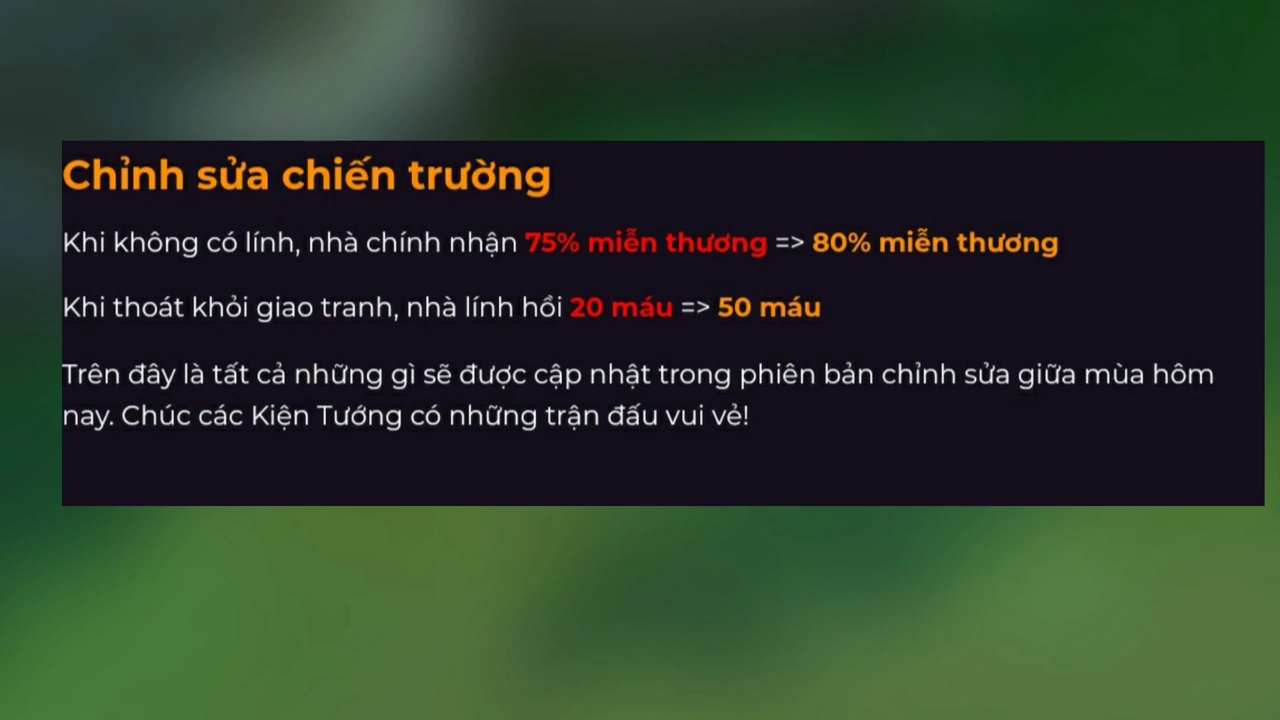 Chỉnh sửa chiến trường
Khi không có lính, nhà chính nhận 75% miễn thương => 80% miễn thương
Khi thoát khỏi giao tranh, nhà lính hồi 20 máu => 50 máu
Trên đây là tất cả những gì sẽ được cập nhật trong phiên bản chỉnh sửa giữa mùa hôm
nay. Chúc các Kiện Tướng có những trận đấu vui vẻ!